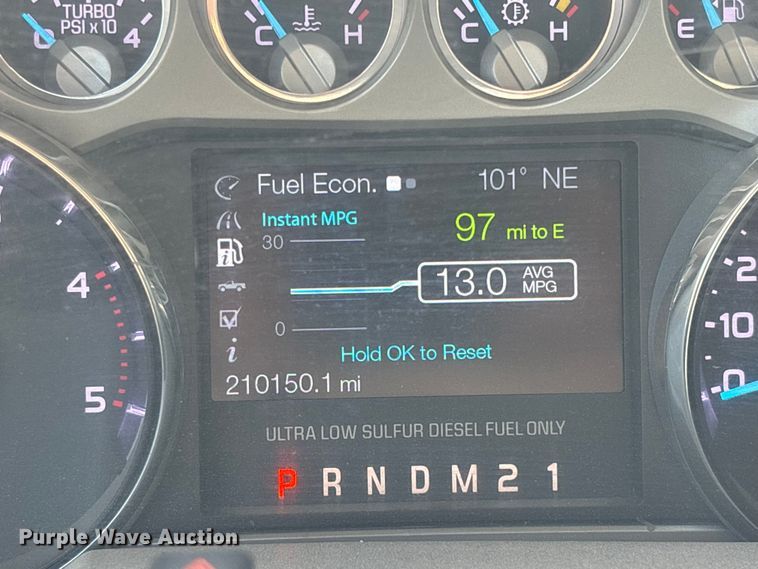 TURBO
PSI x 10
0 4
C H
C H
E
Fuel Econ. 101° NE
Instant MPG
97 mi to E
30
13.0 AVG MPG
0
Hold OK to Reset
210150.1 mi
4
5
20
10
0
ULTRA LOW SULFUR DIESEL FUEL ONLY
P R N D M 2 1
Purple Wave Auction